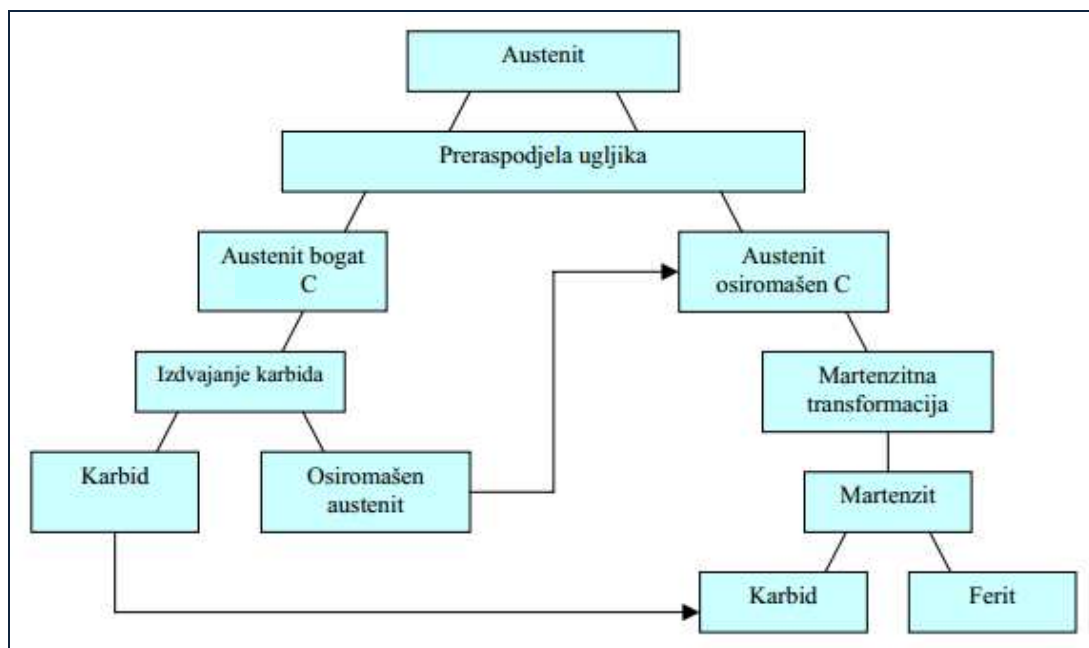 Austenit
Preraspodjela ugljika
Austenit bogat
C
Austenit
osiromašen C
Izdvajanje karbida
Martenzitna
transformacija
Karbid
Osiromašen
austenit
Martenzit
Karbid
Ferit